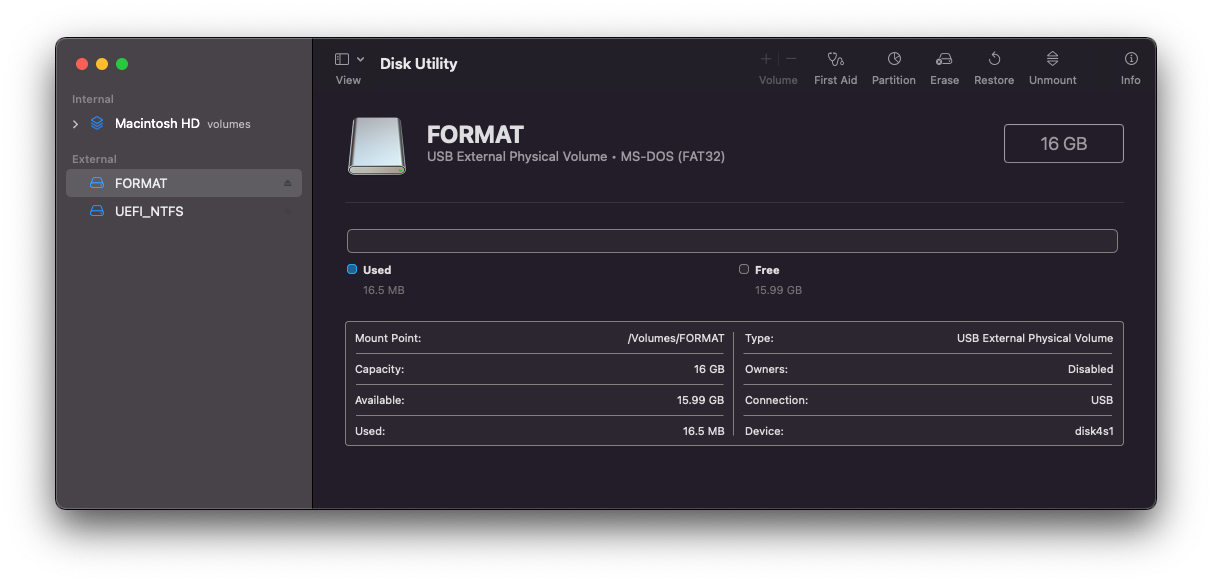 Disk Utility
View
Volume
First Aid
Partition
Erase
Restore
Unmount
Info
Internal
Macintosh HD volumes
External
FORMAT
UEFI_NTFS
FORMAT
USB External Physical Volume • MS-DOS (FAT32)
16 GB
Used
16.5 MB
Free
15.99 GB
Mount Point: /Volumes/FORMAT
Capacity: 16 GB
Available: 15.99 GB
Used: 16.5 MB
Type: USB External Physical Volume
Owners: Disabled
Connection: USB
Device: disk4s1